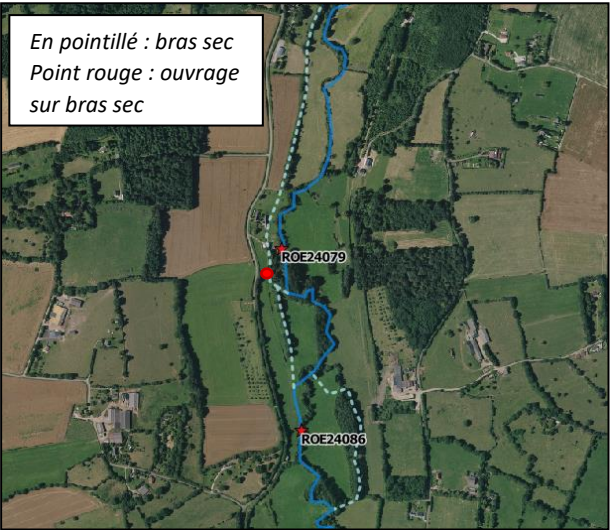 En pointillé : bras sec
Point rouge : ouvrage
sur bras sec
ROE24079
ROE24086